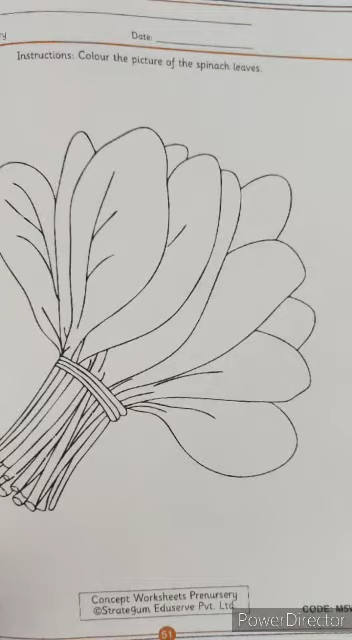 Date:
Instructions: Colour the picture of the spinach leaves.
Concept Worksheets Prenursery
©Strategum Eduserve Pvt. Ltd
51
CODE:
PowerDirector